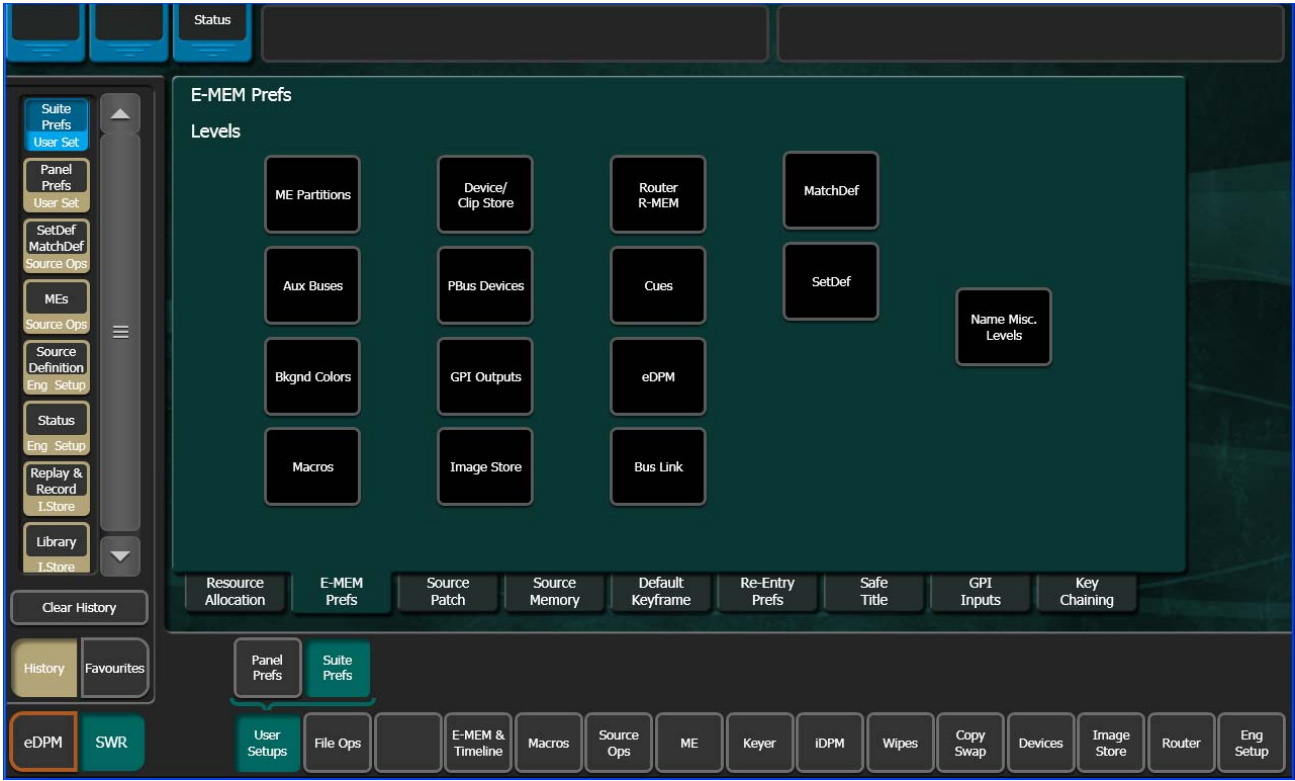 Status
Suite
Prefs
User Set
Panel
Prefs
User Set
SetDef
MatchDef
Source Ops
MEs
Source Ops
Source
Definition
Eng Setup
Status
Eng Setup
Replay &
Record
I.Store
Library
I.Store
Clear History
History
Favourites
eDPM
SWR
E-MEM Prefs
Levels
ME Partitions
Device/
Clip Store
Router
R-MEM
MatchDef
Aux Buses
PBus Devices
Cues
SetDef
Name Misc.
Levels
Bkgnd Colors
GPI Outputs
eDPM
Macros
Image Store
Bus Link
Resource
Allocation
E-MEM
Prefs
Source
Patch
Source
Memory
Default
Keyframe
Re-Entry
Prefs
Safe
Title
GPI
Inputs
Key
Chaining
Panel
Prefs
Suite
Prefs
User
Setups
File Ops
E-MEM &
Timeline
Macros
Source
Ops
ME
Keyer
iDPM
Wipes
Copy
Swap
Devices
Image
Store
Router
Eng
Setup